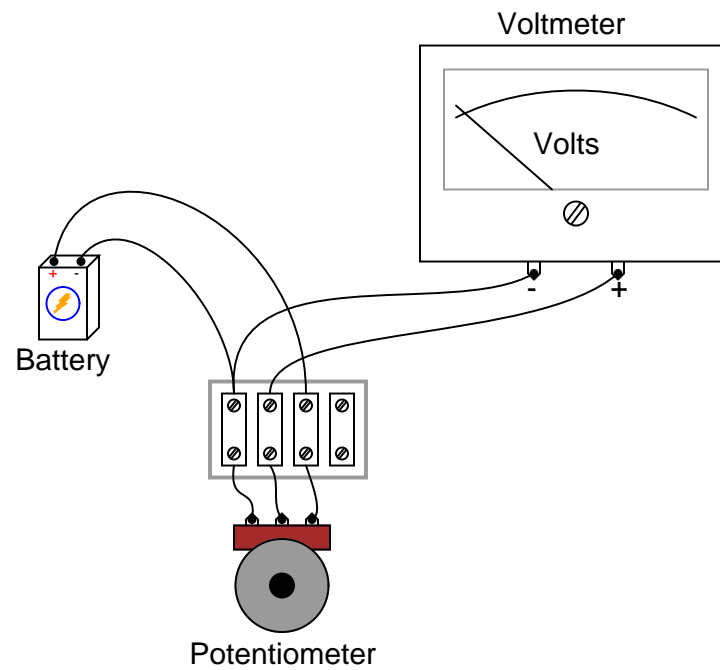 Voltmeter
Volts
+ -
- +
Battery
Potentiometer